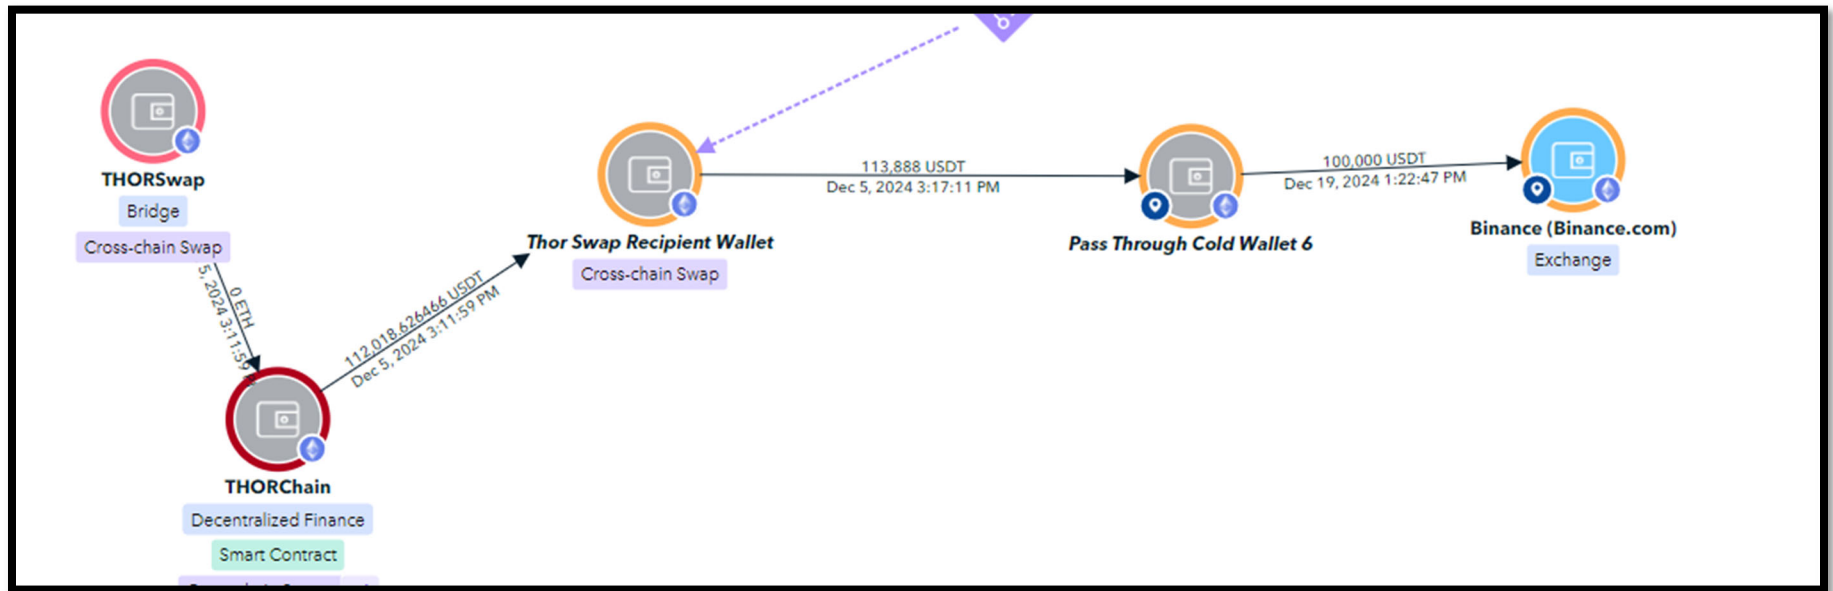 THORSwap
Bridge
Cross-chain Swap
0 ETH
5, 2024 3:11:59
THORChain
Decentralized Finance
Smart Contract
112,018.626466 USDT
Dec 5, 2024 3:11:59 PM
Thor Swap Recipient Wallet
Cross-chain Swap
113,888 USDT
Dec 5, 2024 3:17:11 PM
Pass Through Cold Wallet 6
100,000 USDT
Dec 19, 2024 1:22:47 PM
Binance (Binance.com)
Exchange